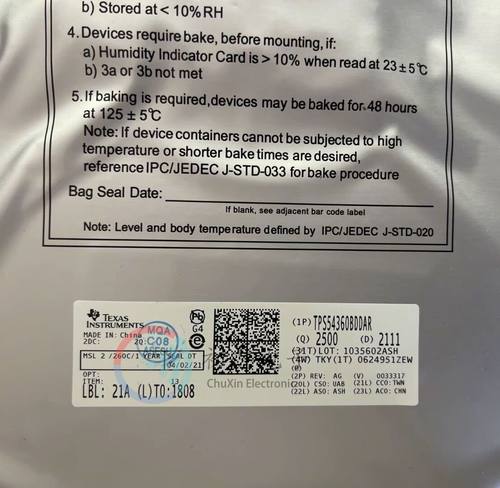 b) Stored at < 10% RH
4. Devices require bake, before mounting, if:
a) Humidity Indicator Card is > 10% when read at 23 ± 5℃
b) 3a or 3b not met
5. If baking is required,devices may be baked for 48 hours
at 125 ± 5℃
Note: If device containers cannot be subjected to high
temperature or shorter bake times are desired,
reference IPC/JEDEC J-STD-033 for bake procedure
Bag Seal Date:
If blank, see adjacent bar code label
Note: Level and body temperature defined by IPC/JEDEC J-STD-020
TEXAS
INSTRUMENTS
MADE IN: China
2DC: 2Q:
MQA
C08
Pb
G4
e
MSL 2 /260C/1 YEAR SEAL DT
04/02/21
OPT:
ITEM: 13
LBL: 21A (L)TO:1808
(1P) TPS54360BDDAR
(Q) 2500 (D) 2111
(31T)LOT: 1035602ASH
(4W) TKY(1T) 0624951ZEW
(P)
(2P) REV: AG (V) 0033317
(20L) CSO: UAB (21L) CCO:TWN
(22L) ASO: ASH (23L) ACO: CHN
ChuXin Electronic